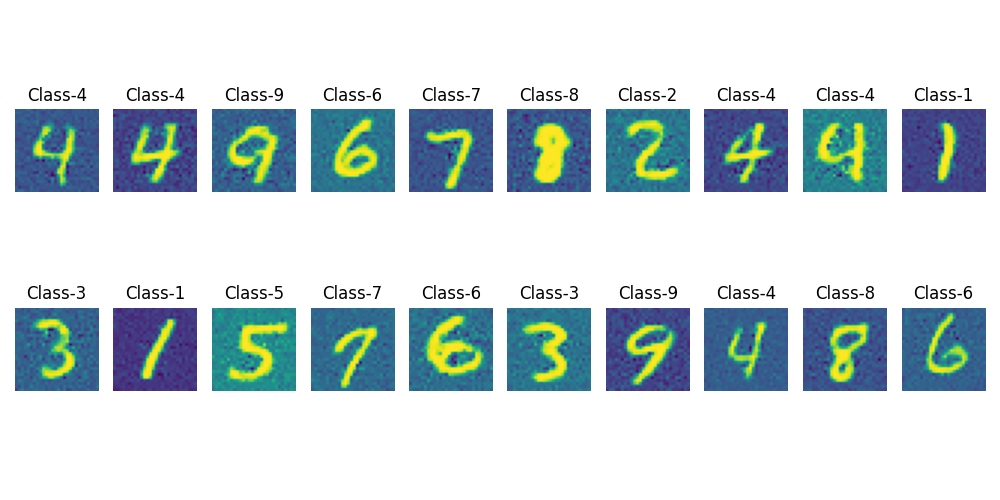 Class-4 Class-4 Class-9 Class-6 Class-7 Class-8 Class-2 Class-4 Class-4 Class-1
4 4 9 6 7 8 2 4 4 1
Class-3 Class-1 Class-5 Class-7 Class-6 Class-3 Class-9 Class-4 Class-8 Class-6
3 1 5 7 6 3 9 4 8 6